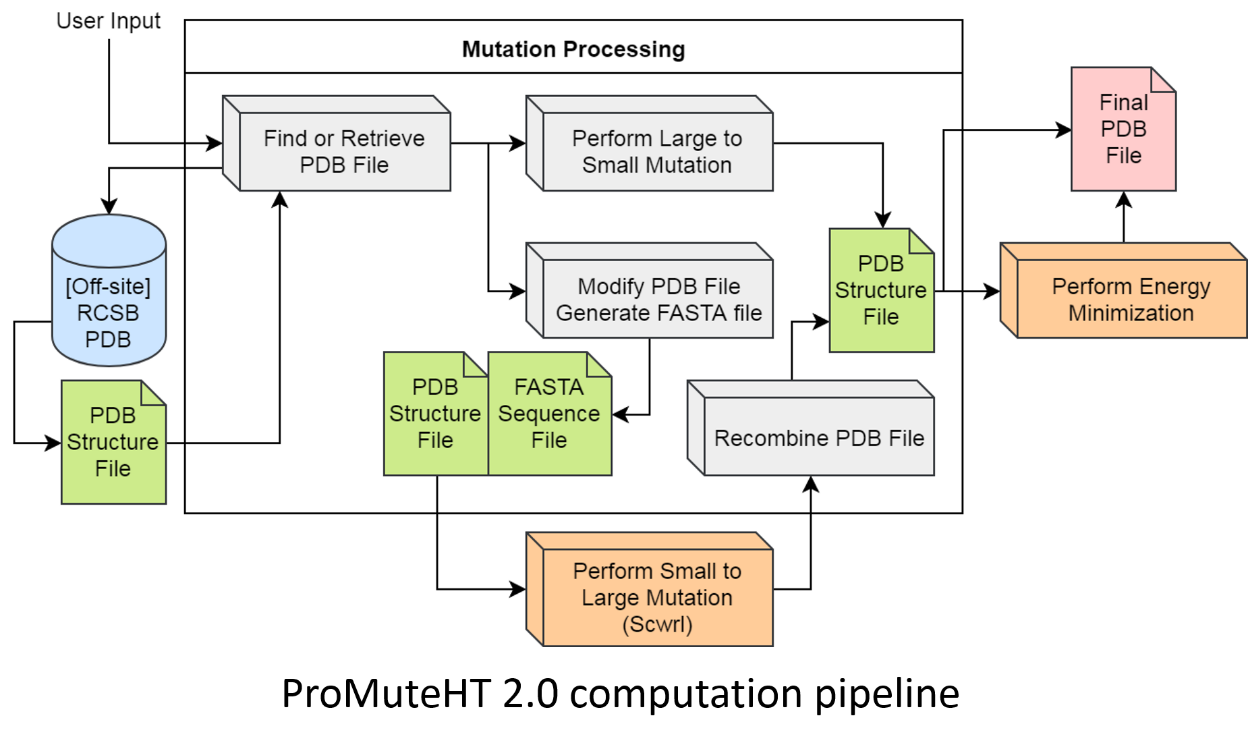 User Input
Mutation Processing
Find or Retrieve
PDB File
Perform Large to
Small Mutation
Final
PDB
File
[Off-site]
RCSB
PDB
Modify PDB File
Generate FASTA file
PDB
Structure
File
Perform Energy
Minimization
PDB
Structure
File
PDB
Structure
File
FASTA
Sequence
File
Recombine PDB File
Perform Small to
Large Mutation
(Scwrl)
ProMuteHT 2.0 computation pipeline